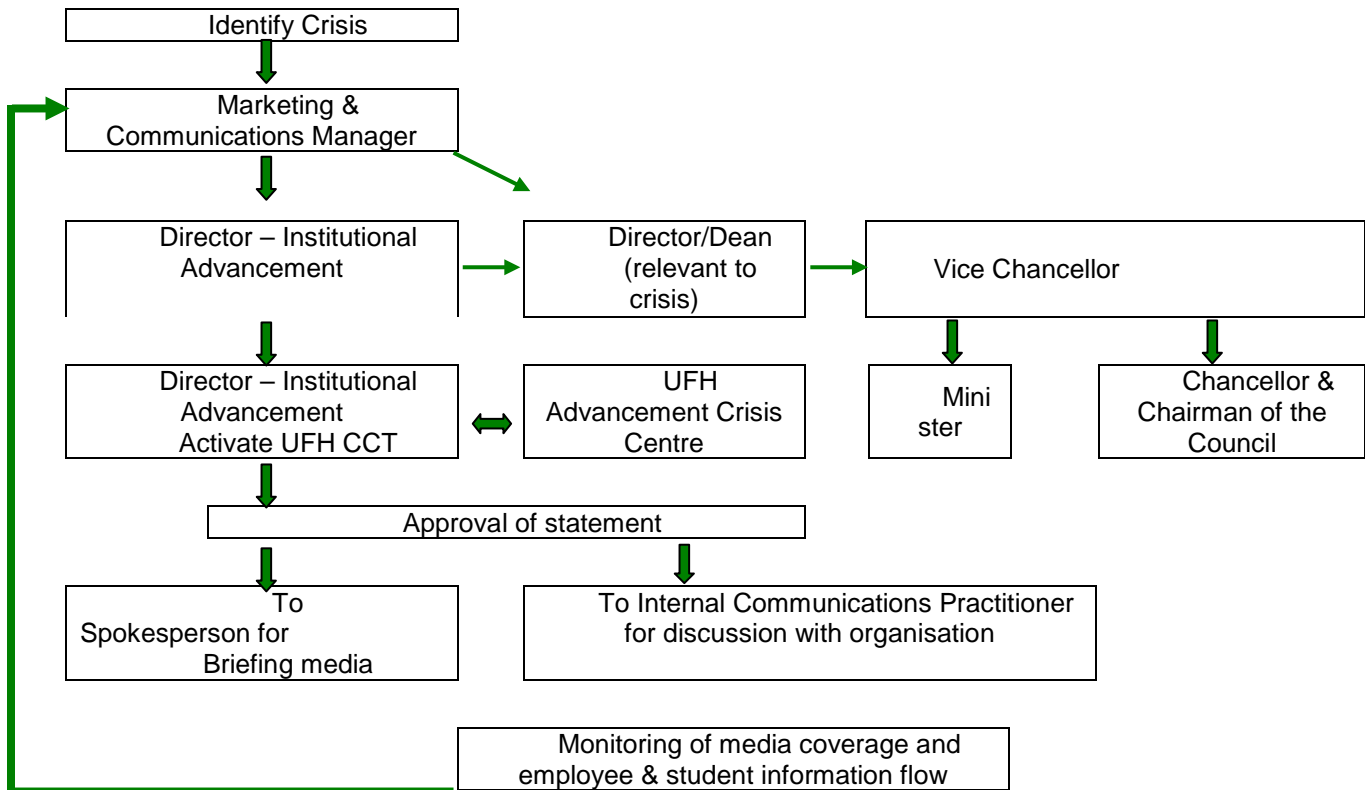 Identify Crisis
Marketing &
Communications Manager
Director – Institutional
Advancement
Director/Dean
(relevant to
crisis)
Vice Chancellor
Director – Institutional
Advancement
Activate UFH CCT
UFH
Advancement Crisis
Centre
Mini
ster
Chancellor &
Chairman of the
Council
Approval of statement
To
Spokesperson for
Briefing media
To Internal Communications Practitioner
for discussion with organisation
Monitoring of media coverage and
employee & student information flow